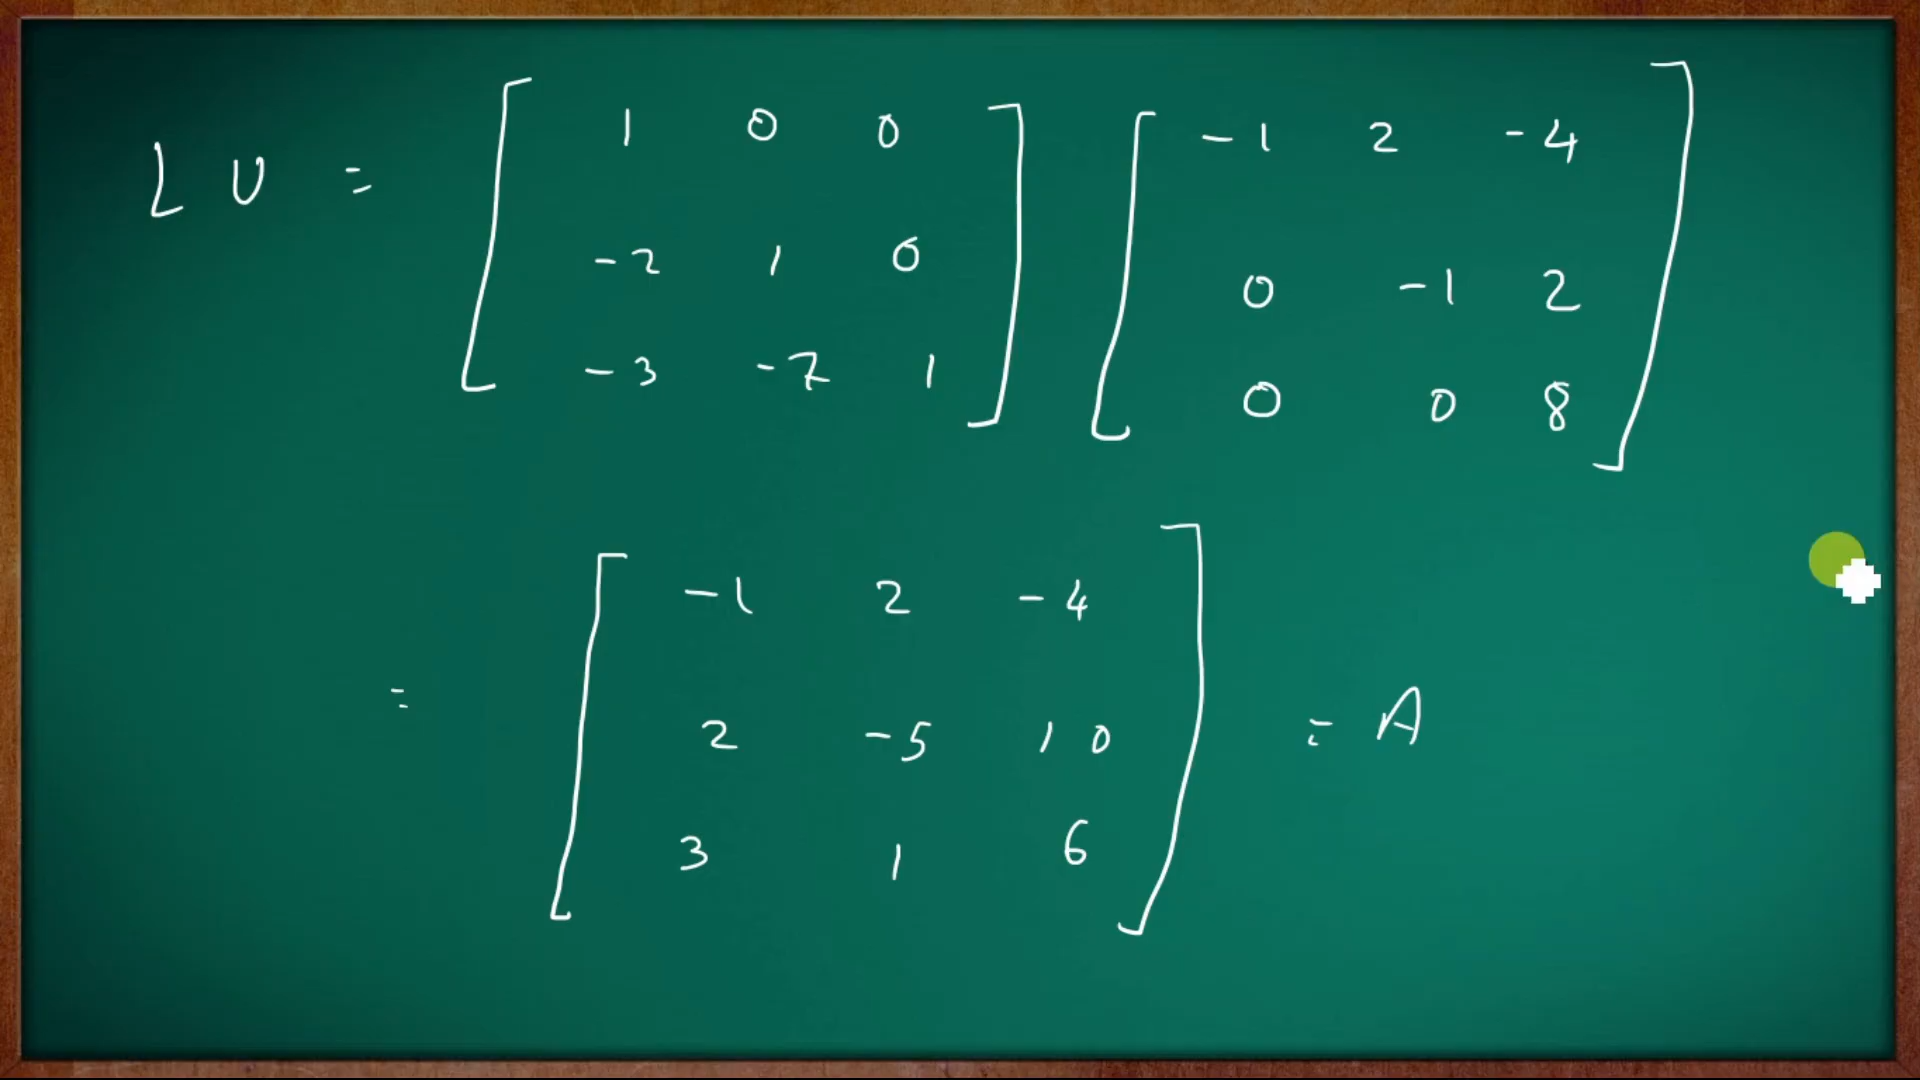 L U = [ 1 0 0 ] [ -1 2 -4 ]
-2 1 0 0 -1 2
-3 -7 1 0 0 8
-1 2 -4
= 2 -5 10 = A
3 1 6